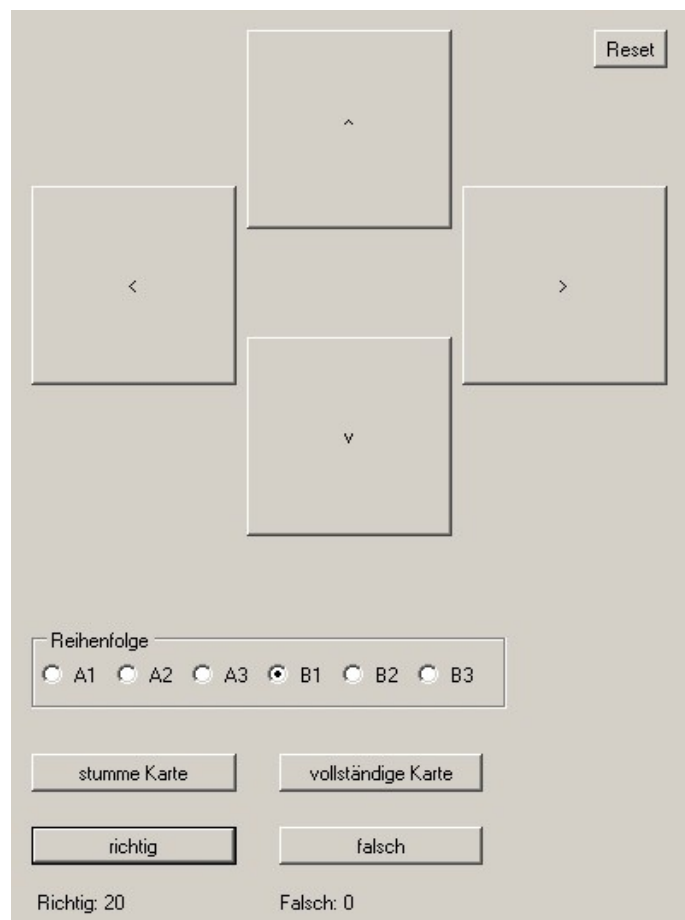 Reset
^
<
>
v
Reihenfolge
A1 A2 A3 B1 B2 B3
stumme Karte vollständige Karte
richtig falsch
Richtig: 20 Falsch: 0